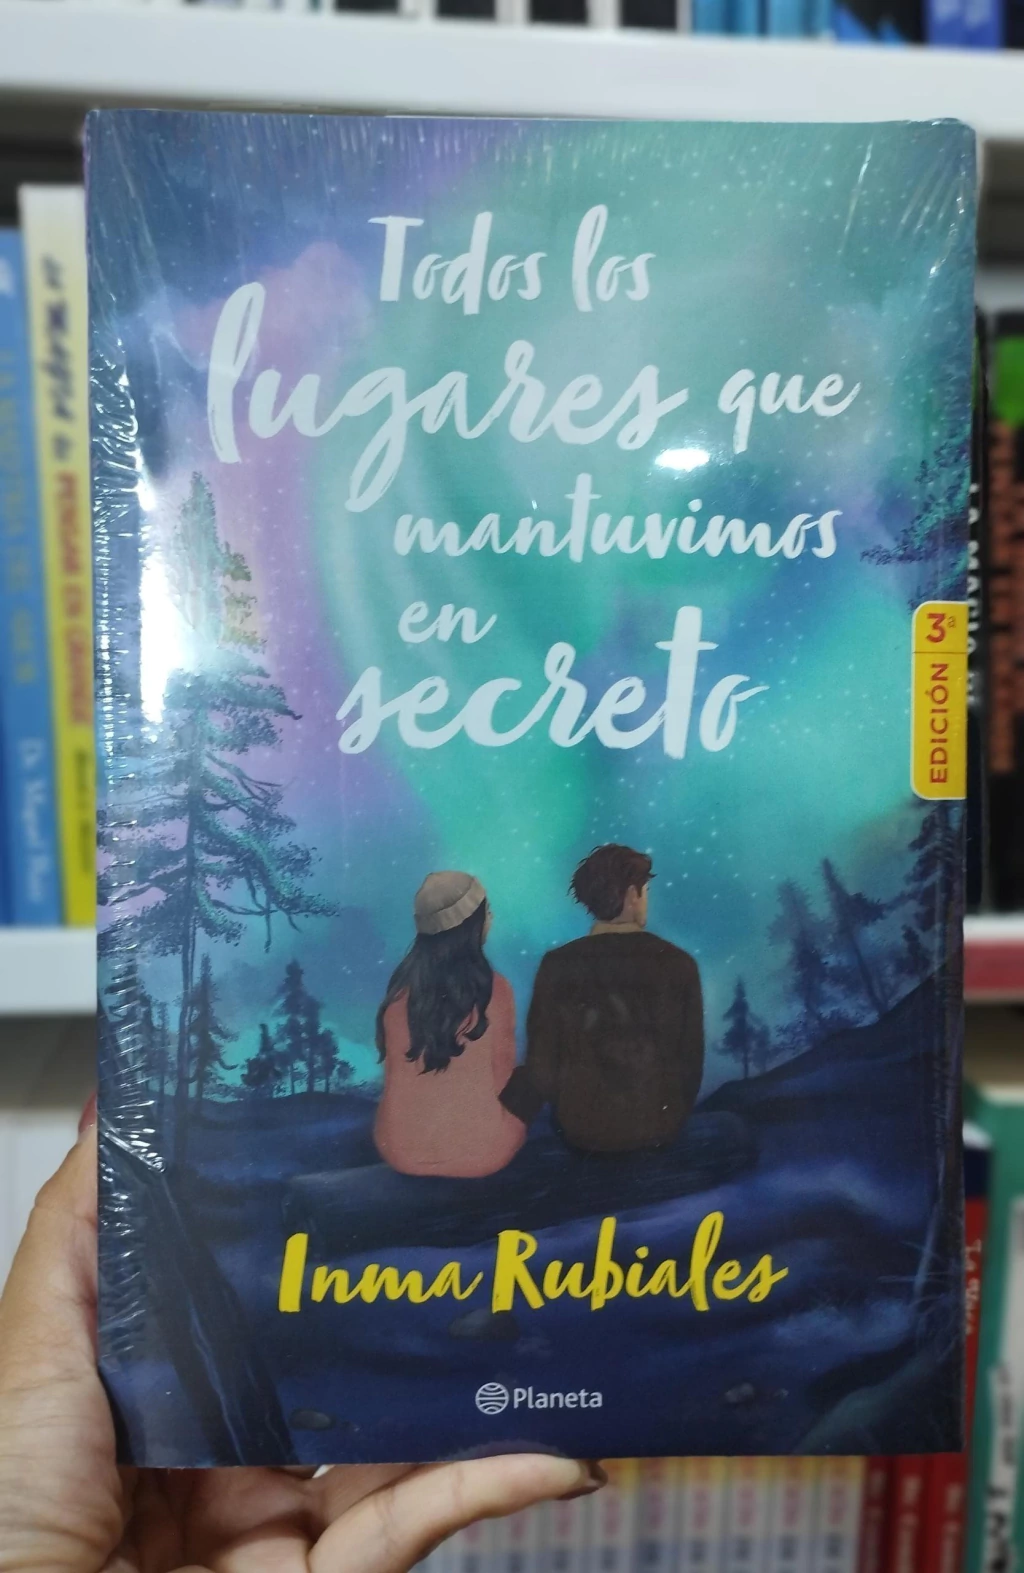 Todos los
lugares que
mantuvimos
en
secreto
3ª
EDICIÓN
Inma Rubiales
Planeta